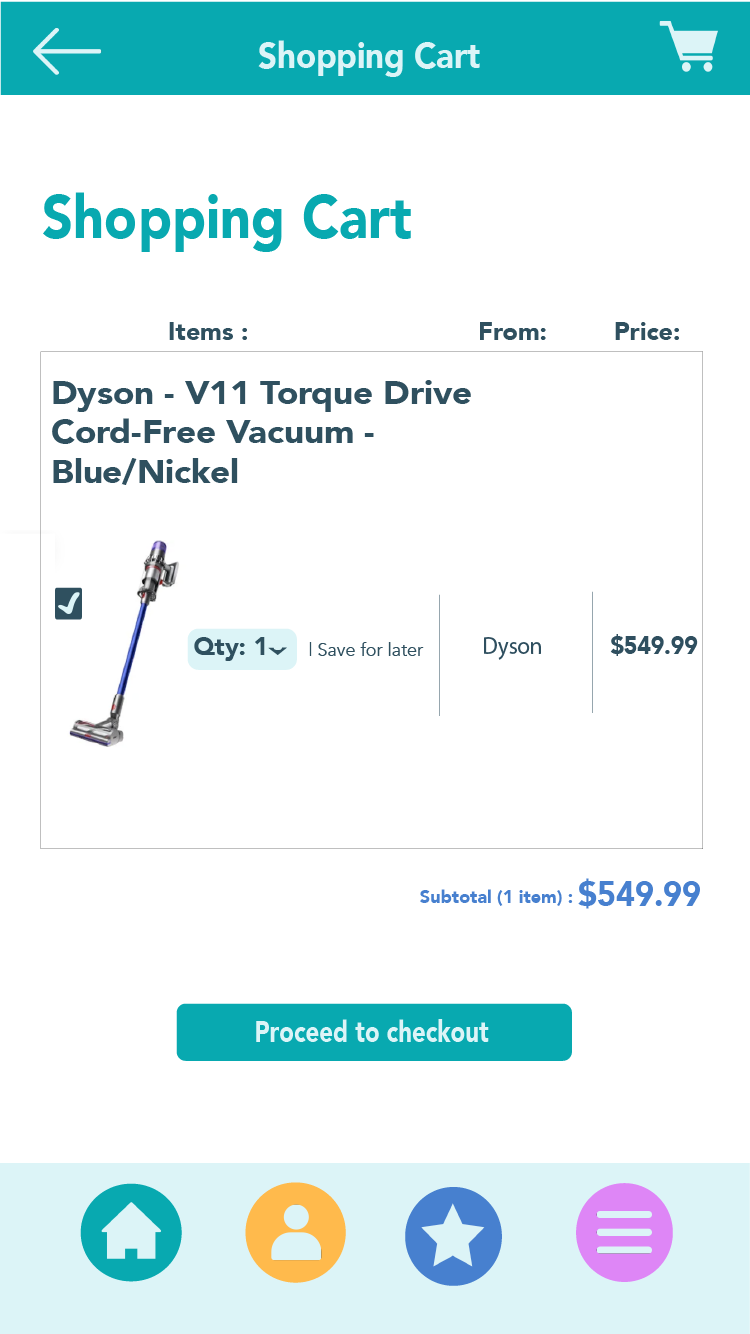 Shopping Cart
Shopping Cart
Items : From: Price:
Dyson - V11 Torque Drive
Cord-Free Vacuum -
Blue/Nickel
Qty: 1 | Save for later Dyson $549.99
Subtotal (1 item) : $549.99
Proceed to checkout